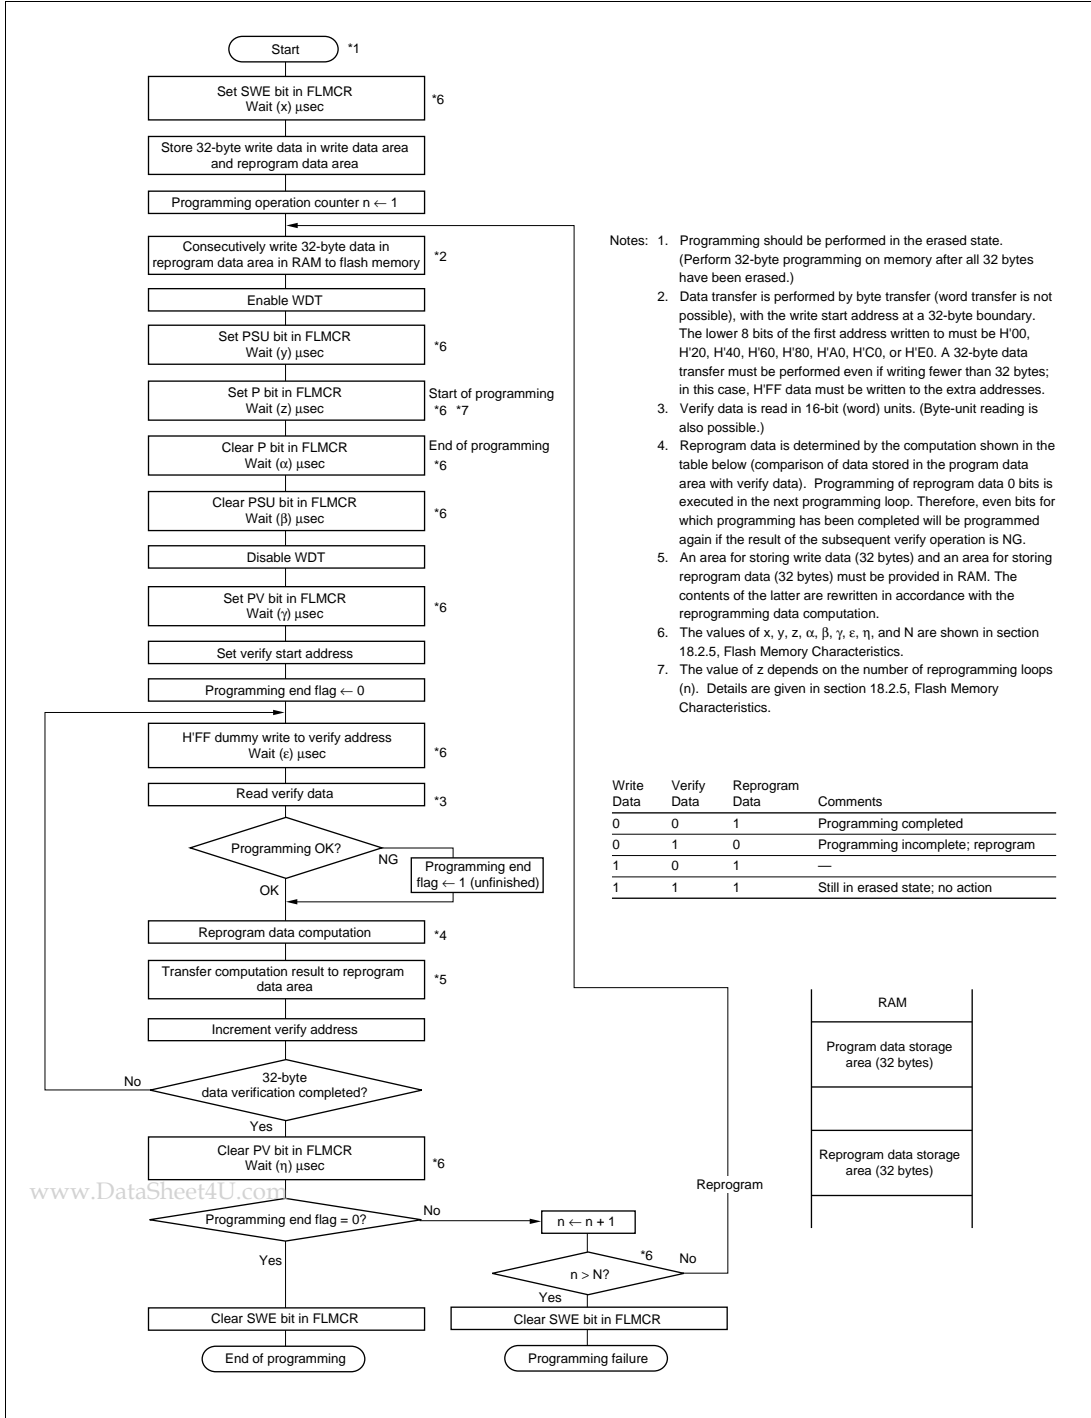 Start *1
Set SWE bit in FLMCR
Wait (x) μsec
*6
Store 32-byte write data in write data area
and reprogram data area
Programming operation counter n ← 1
Consecutively write 32-byte data in
reprogram data area in RAM to flash memory
*2
Enable WDT
Set PSU bit in FLMCR
Wait (y) μsec
*6
Set P bit in FLMCR
Wait (z) μsec
Start of programming
*6 *7
Clear P bit in FLMCR
Wait (α) μsec
End of programming
*6
Clear PSU bit in FLMCR
Wait (β) μsec
*6
Disable WDT
Set PV bit in FLMCR
Wait (γ) μsec
*6
Set verify start address
Programming end flag ← 0
H'FF dummy write to verify address
Wait (ε) μsec
*6
Read verify data
*3
Programming OK?
NG
Programming end
flag ← 1 (unfinished)
OK
Reprogram data computation
*4
Transfer computation result to reprogram
data area
*5
Increment verify address
32-byte
data verification completed?
No
Yes
Clear PV bit in FLMCR
Wait (η) μsec
*6
www.DataSheet4U.com
Programming end flag = 0?
No
Yes
n ← n + 1
*6
n > N?
No
Yes
Reprogram
Clear SWE bit in FLMCR
Clear SWE bit in FLMCR
End of programming
Programming failure
Notes: 1. Programming should be performed in the erased state.
(Perform 32-byte programming on memory after all 32 bytes
have been erased.)
2. Data transfer is performed by byte transfer (word transfer is not
possible), with the write start address at a 32-byte boundary.
The lower 8 bits of the first address written to must be H'00,
H'20, H'40, H'60, H'80, H'A0, H'C0, or H'E0. A 32-byte data
transfer must be performed even if writing fewer than 32 bytes;
in this case, H'FF data must be written to the extra addresses.
3. Verify data is read in 16-bit (word) units. (Byte-unit reading is
also possible.)
4. Reprogram data is determined by the computation shown in the
table below (comparison of data stored in the program data
area with verify data). Programming of reprogram data 0 bits is
executed in the next programming loop. Therefore, even bits for
which programming has been completed will be programmed
again if the result of the subsequent verify operation is NG.
5. An area for storing write data (32 bytes) and an area for storing
reprogram data (32 bytes) must be provided in RAM. The
contents of the latter are rewritten in accordance with the
reprogramming data computation.
6. The values of x, y, z, α, β, γ, ε, η, and N are shown in section
18.2.5, Flash Memory Characteristics.
7. The value of z depends on the number of reprogramming loops
(n). Details are given in section 18.2.5, Flash Memory
Characteristics.
Write Verify Reprogram
Data Data Data Comments
0 0 1 Programming completed
0 1 0 Programming incomplete; reprogram
1 0 1 —
1 1 1 Still in erased state; no action
RAM
Program data storage
area (32 bytes)
Reprogram data storage
area (32 bytes)